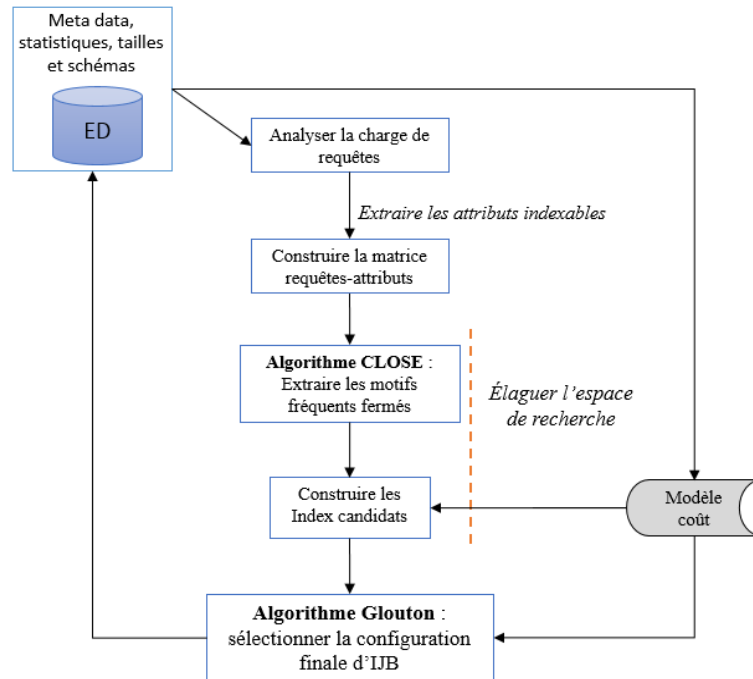 Meta data,
statistiques, tailles
et schémas
ED
Analyser la charge de
requêtes
Extraire les attributs indexables
Construire la matrice
requêtes-attributs
Algorithme CLOSE :
Extraire les motifs
fréquents fermés
Élaguer l’espace
de recherche
Construire les
Index candidats
Modèle
coût
Algorithme Glouton :
sélectionner la configuration
finale d’IJB